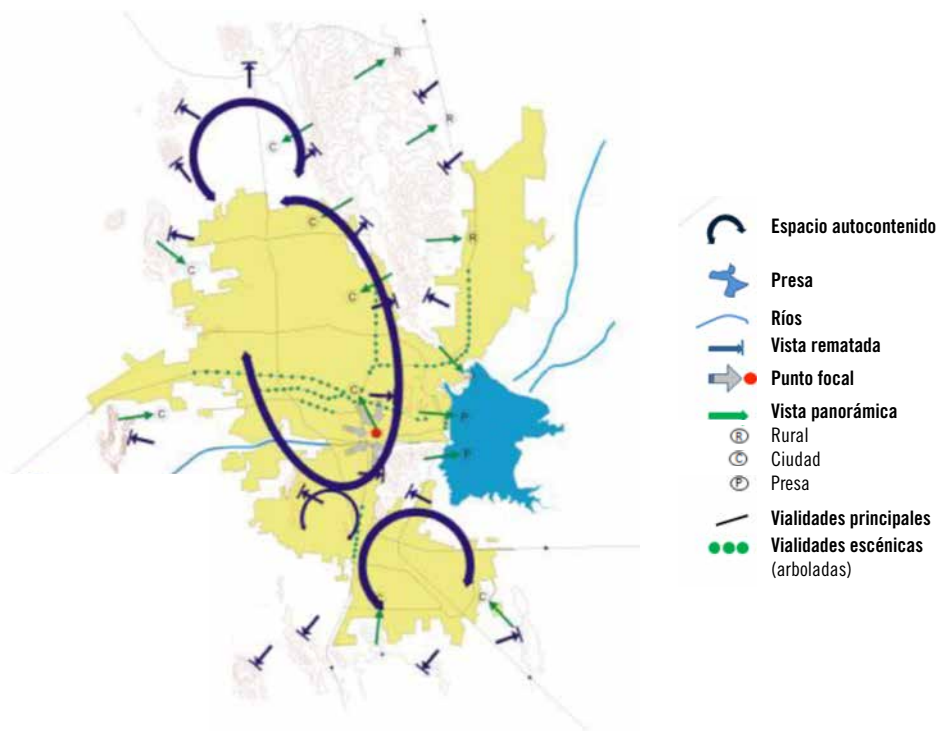 R
R
C
C
R
C
C
C
P
C
P
C
C
Espacio autocontenido
Presa
Ríos
Vista rematada
Punto focal
Vista panorámica
R Rural
C Ciudad
P Presa
Vialidades principales
Vialidades escénicas
(arboladas)